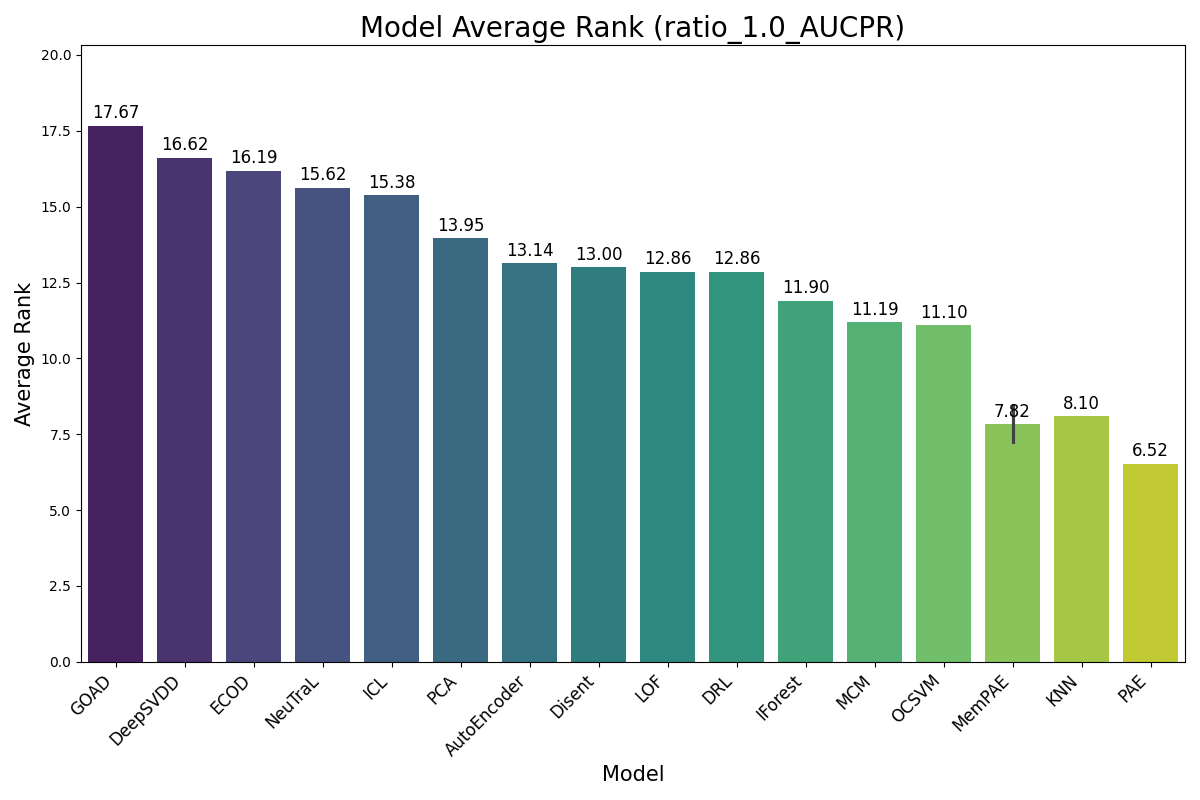 Model Average Rank (ratio_1.0_AUCPR)
Average Rank
20.0
17.5
15.0
12.5
10.0
7.5
5.0
2.5
0.0
17.67
16.62
16.19
15.62
15.38
13.95
13.14
13.00
12.86
12.86
11.90
11.19
11.10
7.82
8.10
6.52
GOAD
DeepSVDD
ECOD
NeuTraL
ICL
PCA
AutoEncoder
Disent
LOF
DRL
IForest
MCM
OCSVM
MemPAE
KNN
PAE
Model